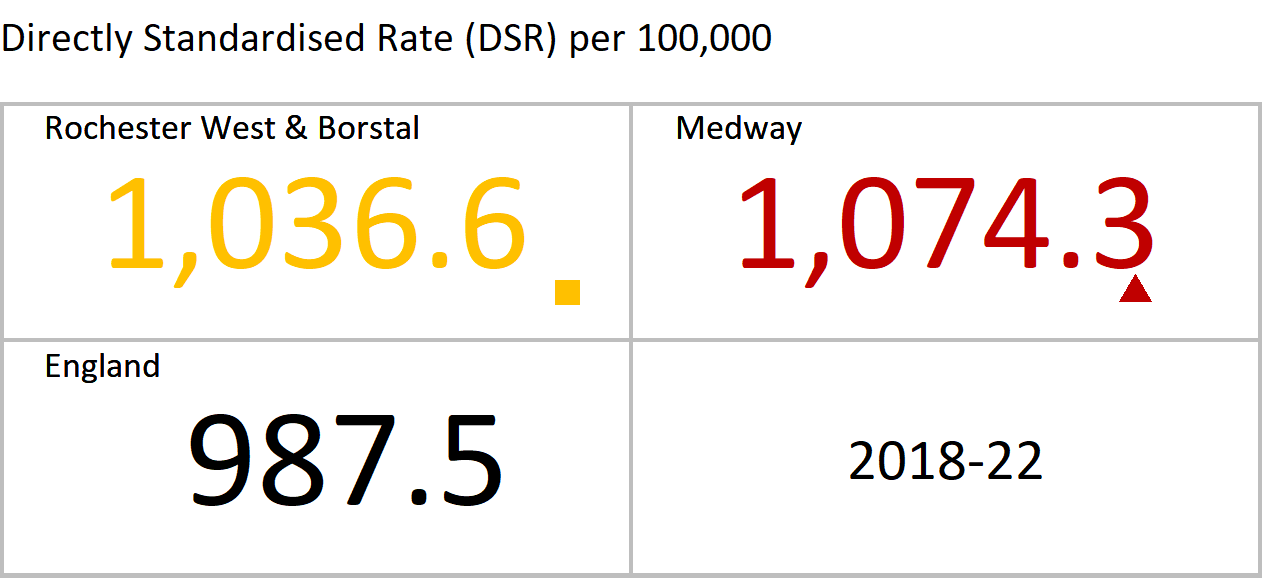 Directly Standardised Rate (DSR) per 100,000
Rochester West & Borstal
1,036.6
Medway
1,074.3
England
987.5
2018-22